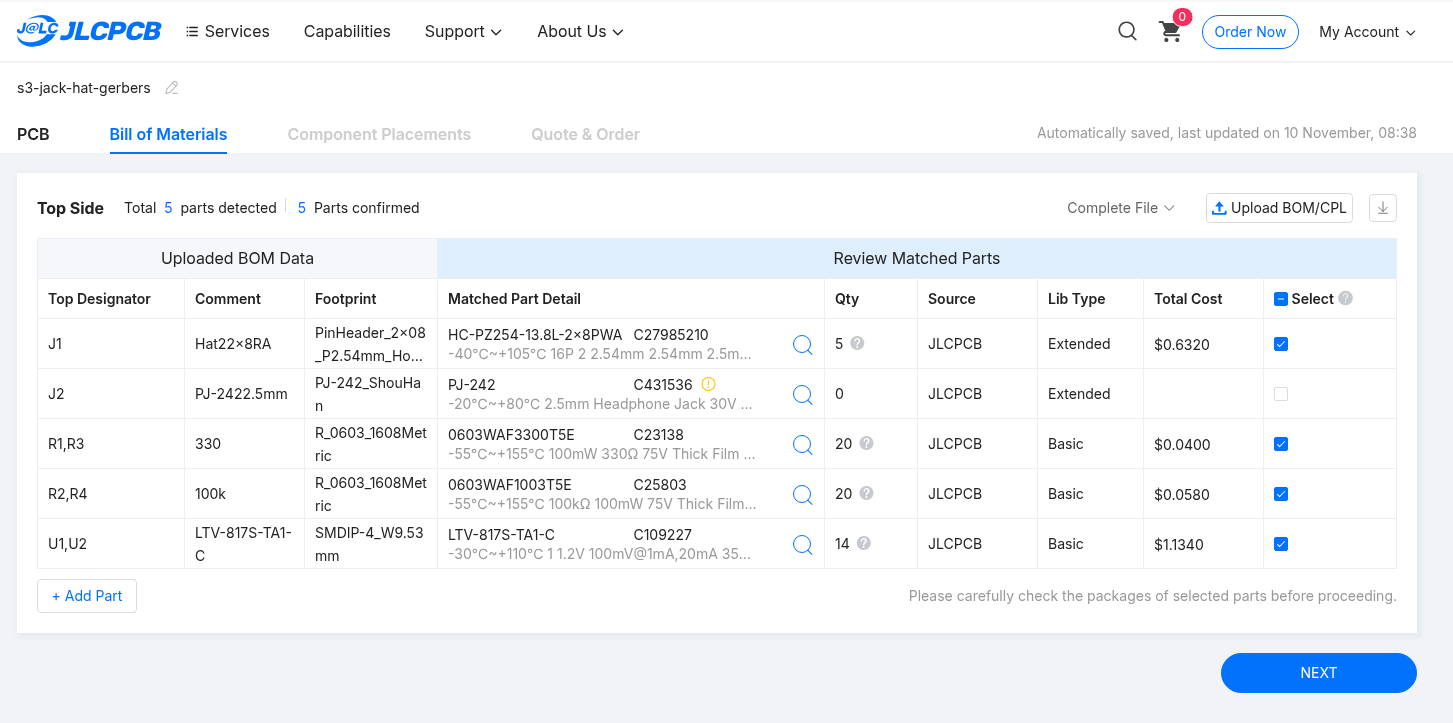 J@LC JLCPCB Services Capabilities Support About Us 0 Order Now My Account
s3-jack-hat-gerbers
PCB Bill of Materials Component Placements Quote & Order Automatically saved, last updated on 10 November, 08:38
Top Side Total 5 parts detected 5 Parts confirmed Complete File Upload BOM/CPL
Uploaded BOM Data Review Matched Parts
Top Designator Comment Footprint Matched Part Detail Qty Source Lib Type Total Cost Select ?
J1 Hat22×8RA PinHeader_2×08 HC-PZ254-13.8L-2×8PWA C27985210 5 ? JLCPCB Extended $0.6320
_P2.54mm_Ho... -40℃~+105℃ 16P 2 2.54mm 2.54mm 2.5m...
J2 PJ-2422.5mm PJ-242_ShouHa PJ-242 C431536 0 JLCPCB Extended
n -20℃~+80℃ 2.5mm Headphone Jack 30V ...
R1,R3 330 R_0603_1608Met 0603WAF3300T5E C23138 20 ? JLCPCB Basic $0.0400
ric -55℃~+155℃ 100mW 330Ω 75V Thick Film ...
R2,R4 100k R_0603_1608Met 0603WAF1003T5E C25803 20 ? JLCPCB Basic $0.0580
ric -55℃~+155℃ 100kΩ 100mW 75V Thick Film...
U1,U2 LTV-817S-TA1- SMDIP-4_W9.53 LTV-817S-TA1-C C109227 14 ? JLCPCB Basic $1.1340
C mm -30℃~+110℃ 1 1.2V 100mV@1mA,20mA 35...
+ Add Part Please carefully check the packages of selected parts before proceeding.
NEXT